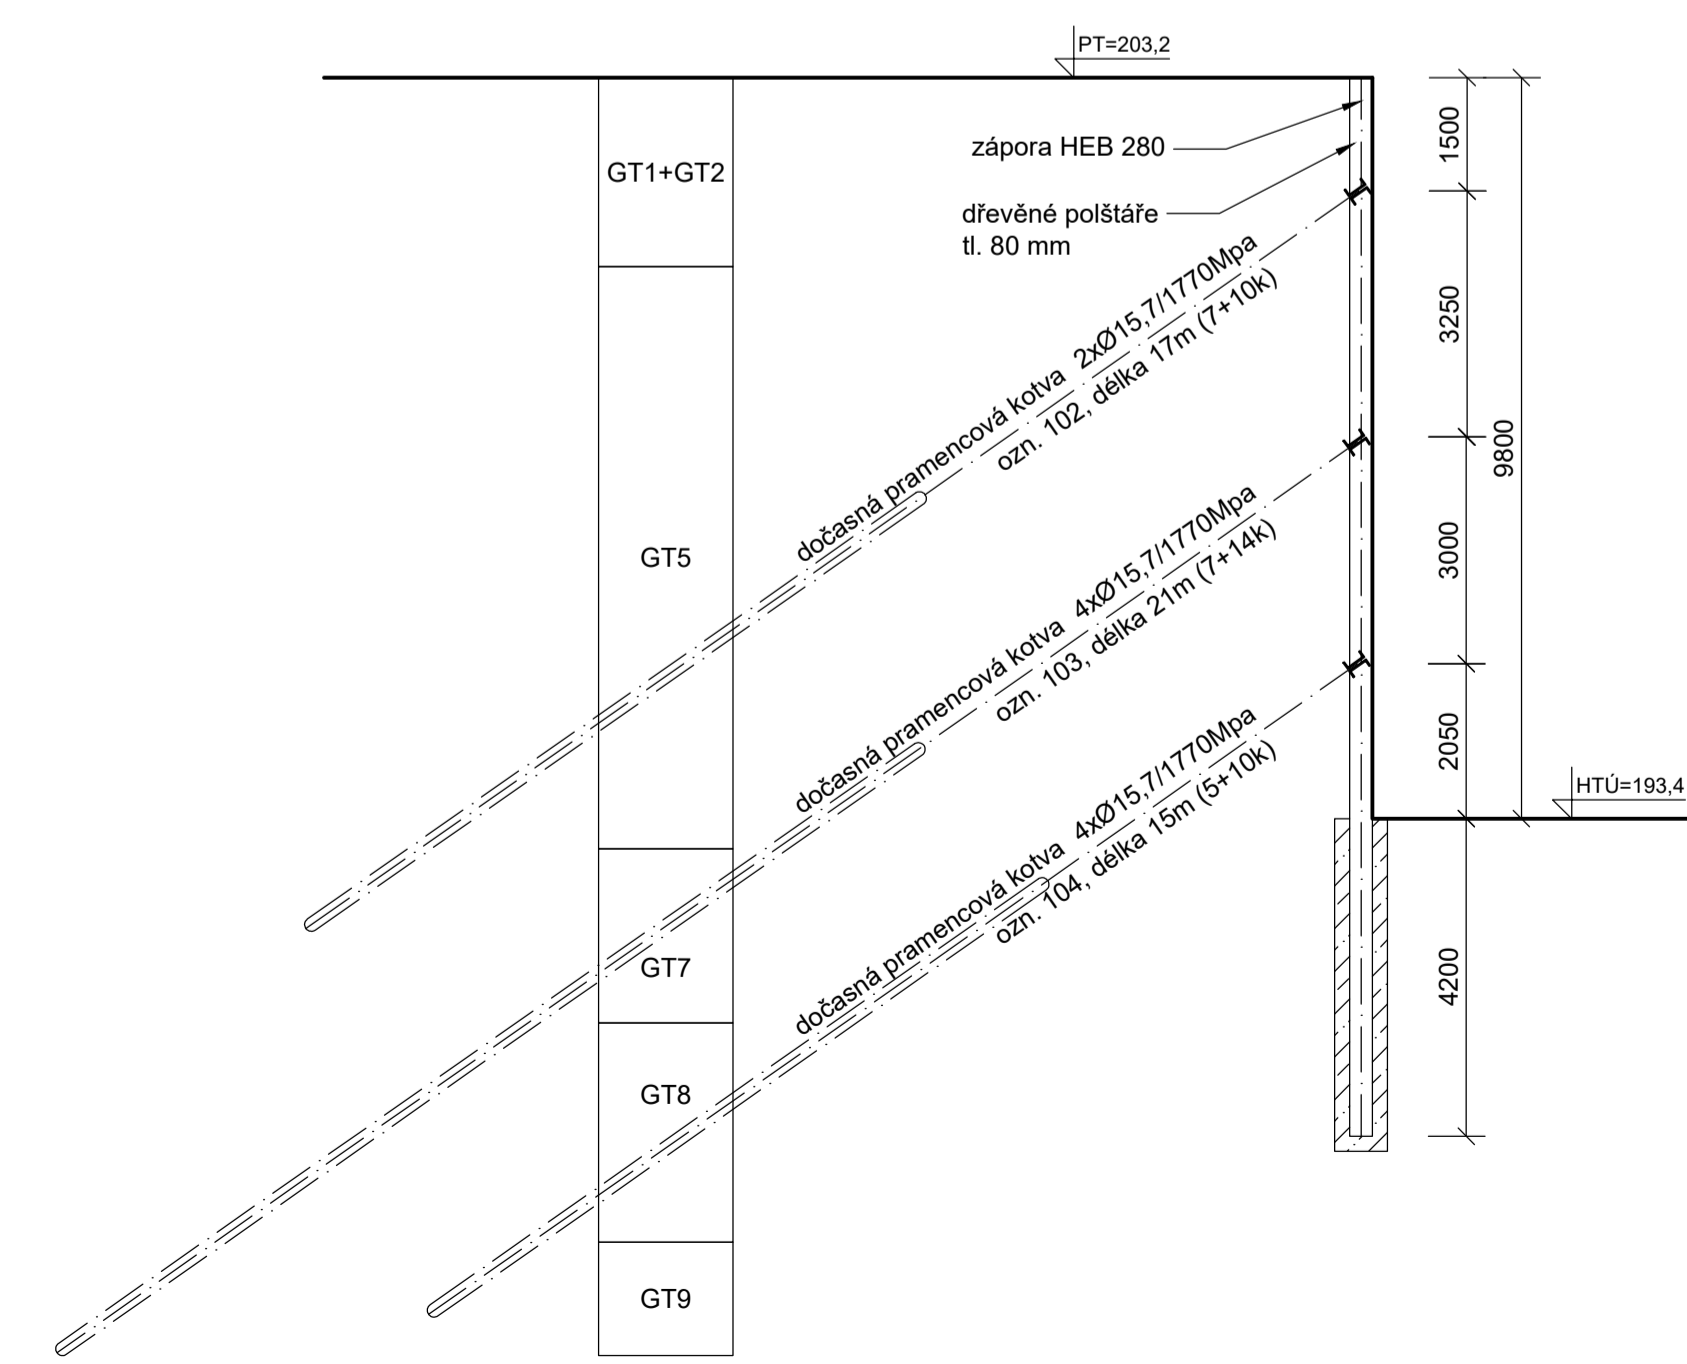 PT=203,2
zápora HEB 280
dřevěné polštáře
tl. 80 mm
GT1+GT2
GT5
GT7
GT8
GT9
dočasná pramencová kotva 2xØ15,7/1770Mpa
ozn. 102, délka 17m (7+10k)
dočasná pramencová kotva 4xØ15,7/1770Mpa
ozn. 103, délka 21m (7+14k)
dočasná pramencová kotva 4xØ15,7/1770Mpa
ozn. 104, délka 15m (5+10k)
1500
3250
3000
2050
4200
9800
HTÚ=193,4